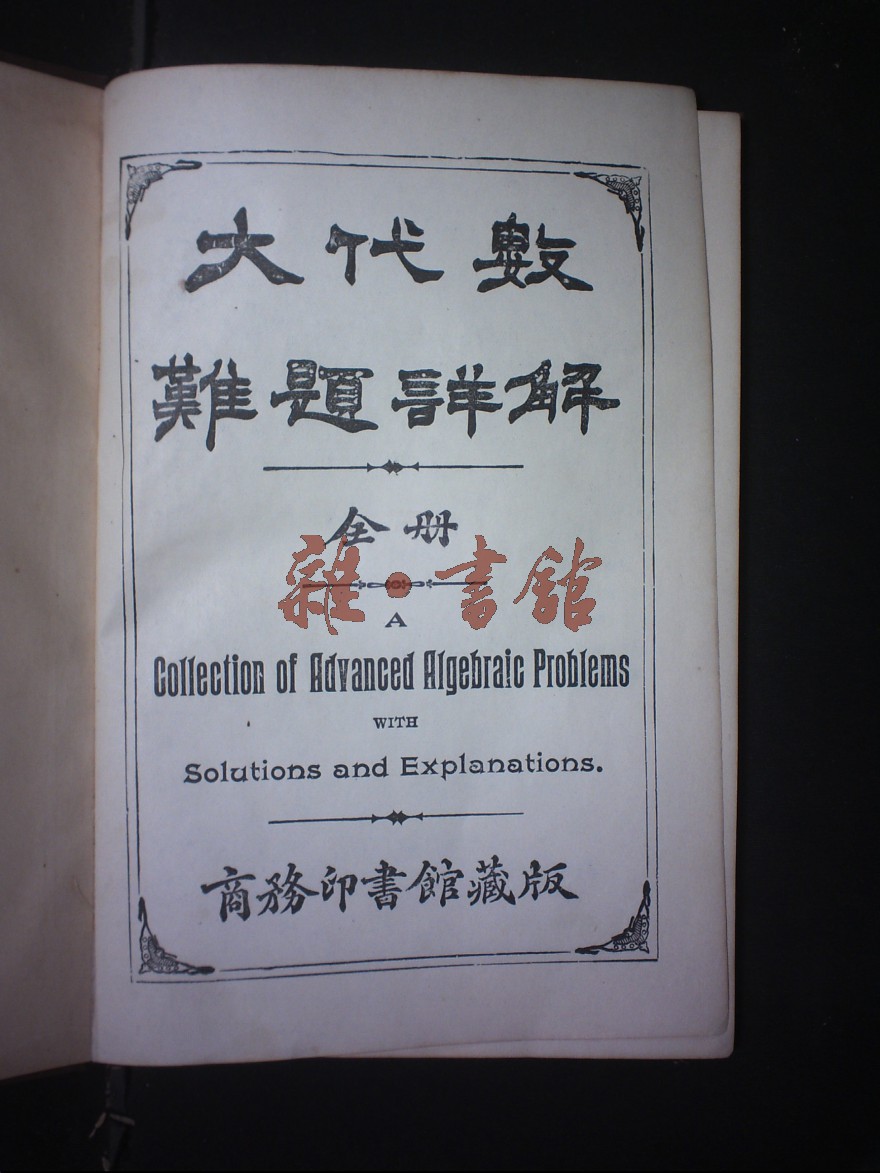 大代數
難題詳解
全册
雜·書館
A
Collection of Advanced Algebraic Problems
WITH
Solutions and Explanations.
商務印書館藏版